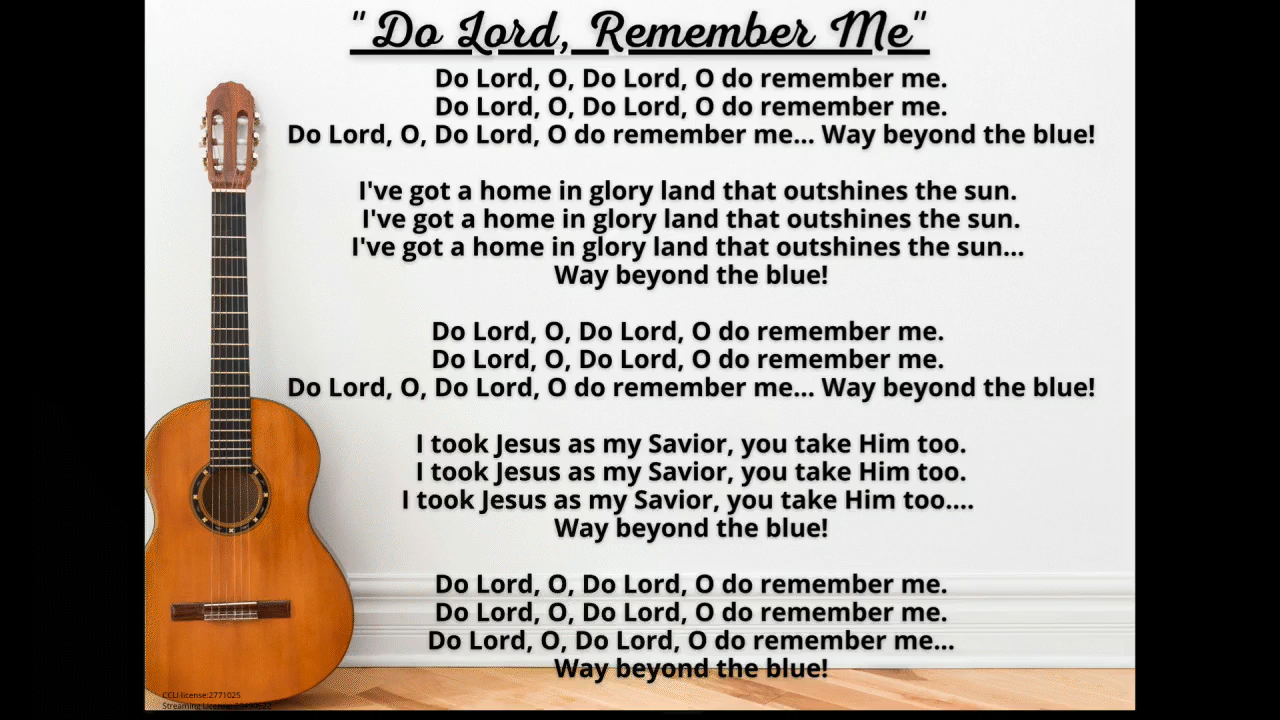 "Do Lord, Remember Me"
Do Lord, O, Do Lord, O do remember me.
Do Lord, O, Do Lord, O do remember me.
Do Lord, O, Do Lord, O do remember me... Way beyond the blue!
I've got a home in glory land that outshines the sun.
I've got a home in glory land that outshines the sun.
I've got a home in glory land that outshines the sun...
Way beyond the blue!
Do Lord, O, Do Lord, O do remember me.
Do Lord, O, Do Lord, O do remember me.
Do Lord, O, Do Lord, O do remember me... Way beyond the blue!
I took Jesus as my Savior, you take Him too.
I took Jesus as my Savior, you take Him too.
I took Jesus as my Savior, you take Him too....
Way beyond the blue!
Do Lord, O, Do Lord, O do remember me.
Do Lord, O, Do Lord, O do remember me.
Do Lord, O, Do Lord, O do remember me...
Way beyond the blue!
CCLI license:2771025
Streaming License: